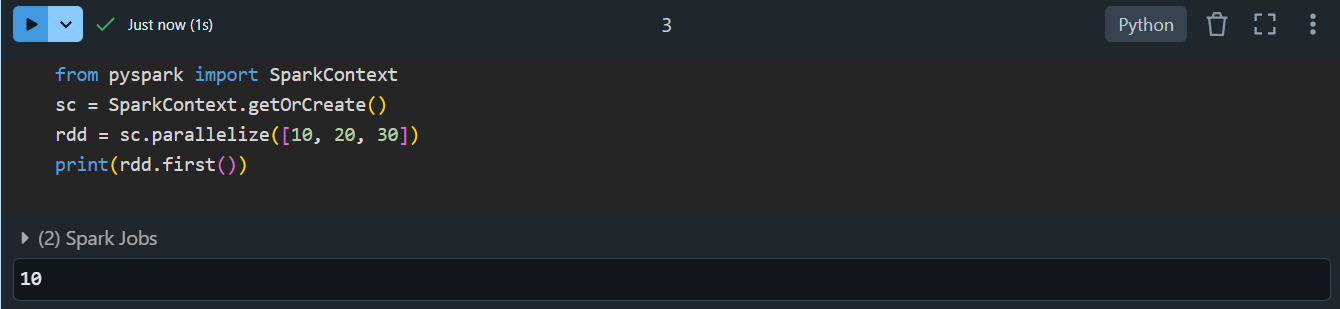 Just now (1s)
3
Python
from pyspark import SparkContext
sc = SparkContext.getOrCreate()
rdd = sc.parallelize([10, 20, 30])
print(rdd.first())
(2) Spark Jobs
10